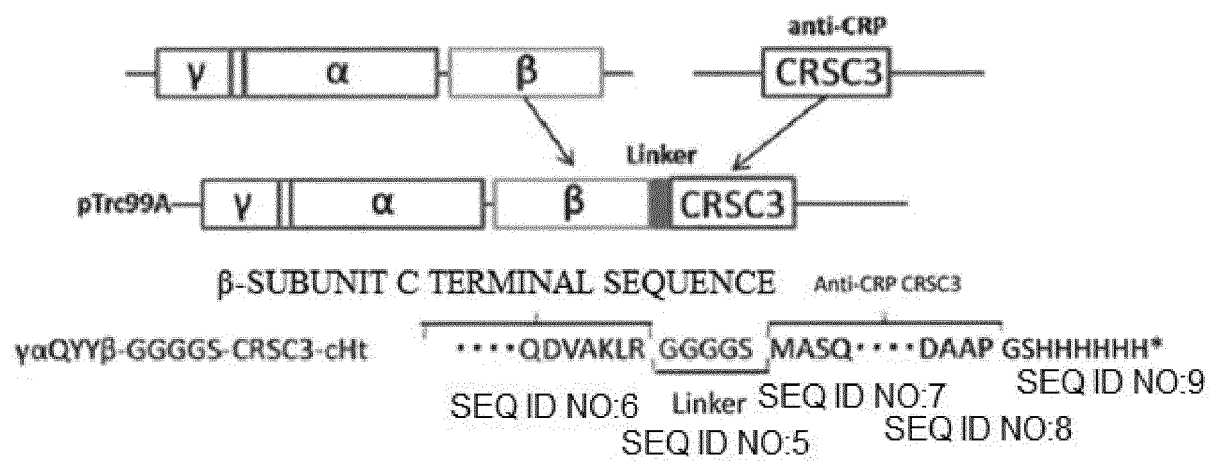 anti-CRP
γ α β CRSC3
Linker
pTrc99A γ α β CRSC3
β-SUBUNIT C TERMINAL SEQUENCE Anti-CRP CRSC3
γαQYYβ-GGGGS-CRSC3-cHt ····QDVAKLR GGGGS MASQ····DAAP GSHHHHHH*
SEQ ID NO:6 Linker SEQ ID NO:7 SEQ ID NO:9
SEQ ID NO:5 SEQ ID NO:8